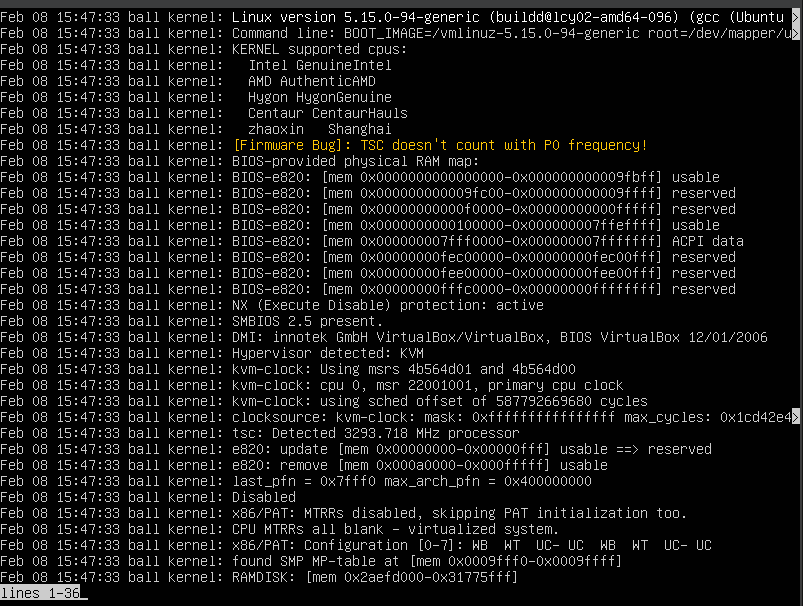 Feb 08 15:47:33 ball kernel: Linux version 5.15.0-94-generic (buildd@lcy02-amd64-096) (gcc (Ubuntu >
Feb 08 15:47:33 ball kernel: Command line: BOOT_IMAGE=/vmlinuz-5.15.0-94-generic root=/dev/mapper/u>
Feb 08 15:47:33 ball kernel: KERNEL supported cpus:
Feb 08 15:47:33 ball kernel:   Intel GenuineIntel
Feb 08 15:47:33 ball kernel:   AMD AuthenticAMD
Feb 08 15:47:33 ball kernel:   Hygon HygonGenuine
Feb 08 15:47:33 ball kernel:   Centaur CentaurHauls
Feb 08 15:47:33 ball kernel:   zhaoxin   Shanghai
Feb 08 15:47:33 ball kernel: [Firmware Bug]: TSC doesn't count with P0 frequency!
Feb 08 15:47:33 ball kernel: BIOS-provided physical RAM map:
Feb 08 15:47:33 ball kernel: BIOS-e820: [mem 0x0000000000000000-0x000000000009fbff] usable
Feb 08 15:47:33 ball kernel: BIOS-e820: [mem 0x000000000009fc00-0x000000000009ffff] reserved
Feb 08 15:47:33 ball kernel: BIOS-e820: [mem 0x00000000000f0000-0x00000000000fffff] reserved
Feb 08 15:47:33 ball kernel: BIOS-e820: [mem 0x0000000000100000-0x000000007ffeffff] usable
Feb 08 15:47:33 ball kernel: BIOS-e820: [mem 0x000000007fff0000-0x000000007fffffff] ACPI data
Feb 08 15:47:33 ball kernel: BIOS-e820: [mem 0x00000000fec00000-0x00000000fec00fff] reserved
Feb 08 15:47:33 ball kernel: BIOS-e820: [mem 0x00000000fee00000-0x00000000fee00fff] reserved
Feb 08 15:47:33 ball kernel: BIOS-e820: [mem 0x00000000fffc0000-0x00000000ffffffff] reserved
Feb 08 15:47:33 ball kernel: NX (Execute Disable) protection: active
Feb 08 15:47:33 ball kernel: SMBIOS 2.5 present.
Feb 08 15:47:33 ball kernel: DMI: innotek GmbH VirtualBox/VirtualBox, BIOS VirtualBox 12/01/2006
Feb 08 15:47:33 ball kernel: Hypervisor detected: KVM
Feb 08 15:47:33 ball kernel: kvm-clock: Using msrs 4b564d01 and 4b564d00
Feb 08 15:47:33 ball kernel: kvm-clock: cpu 0, msr 22001001, primary cpu clock
Feb 08 15:47:33 ball kernel: kvm-clock: using sched offset of 587792669680 cycles
Feb 08 15:47:33 ball kernel: clocksource: kvm-clock: mask: 0xffffffffffffffff max_cycles: 0x1cd42e4>
Feb 08 15:47:33 ball kernel: tsc: Detected 3293.718 MHz processor
Feb 08 15:47:33 ball kernel: e820: update [mem 0x00000000-0x00000fff] usable ==> reserved
Feb 08 15:47:33 ball kernel: e820: remove [mem 0x000a0000-0x000fffff] usable
Feb 08 15:47:33 ball kernel: last_pfn = 0x7fff0 max_arch_pfn = 0x400000000
Feb 08 15:47:33 ball kernel: Disabled
Feb 08 15:47:33 ball kernel: x86/PAT: MTRRs disabled, skipping PAT initialization too.
Feb 08 15:47:33 ball kernel: CPU MTRRs all blank - virtualized system.
Feb 08 15:47:33 ball kernel: x86/PAT: Configuration [0-7]: WB  WT  UC- UC  WB  WT  UC- UC
Feb 08 15:47:33 ball kernel: found SMP MP-table at [mem 0x0009fff0-0x0009ffff]
Feb 08 15:47:33 ball kernel: RAMDISK: [mem 0x2aefd000-0x31775fff]
lines 1-36